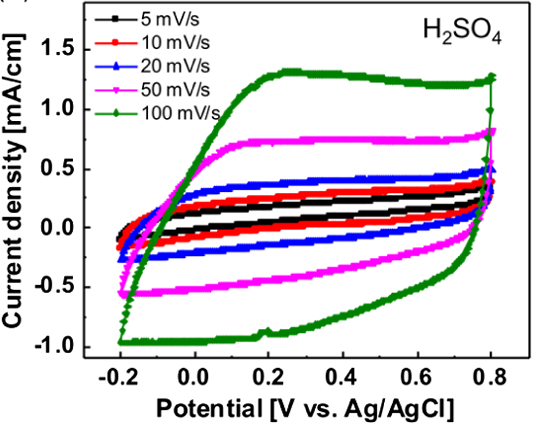 5 mV/s
10 mV/s
20 mV/s
50 mV/s
100 mV/s
H₂SO₄
Current density [mA/cm]
1.5
1.0
0.5
0.0
-0.5
-1.0
-0.2 0.0 0.2 0.4 0.6 0.8
Potential [V vs. Ag/AgCl]